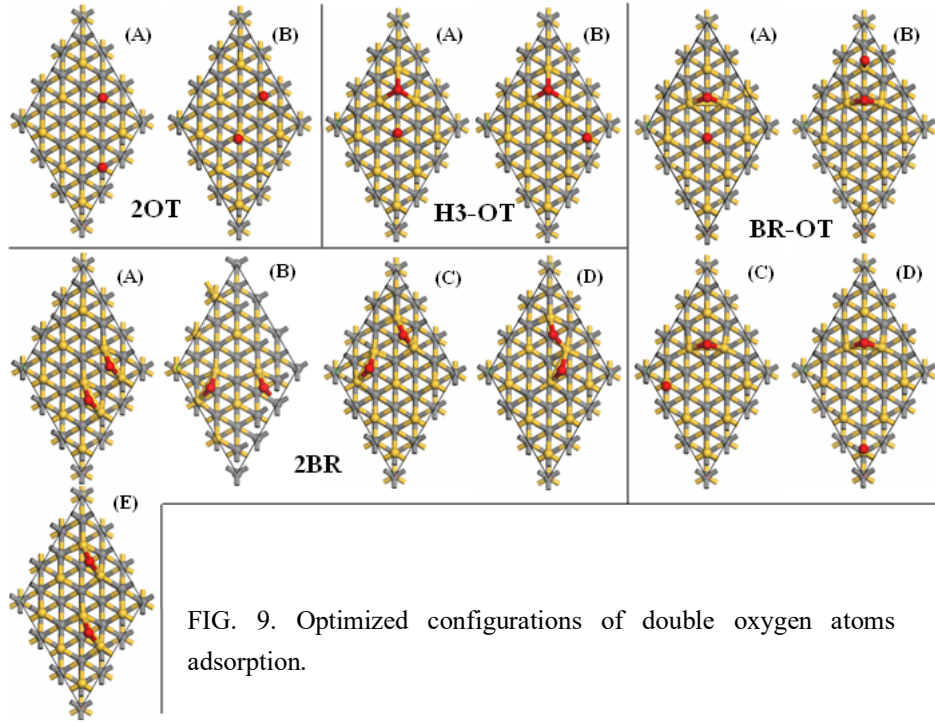 (A)
(B)
2OT
(A)
(B)
H3-OT
(A)
(B)
BR-OT
(C)
(D)
(A)
(B)
(C)
(D)
2BR
(E)
FIG. 9. Optimized configurations of double oxygen atoms
adsorption.